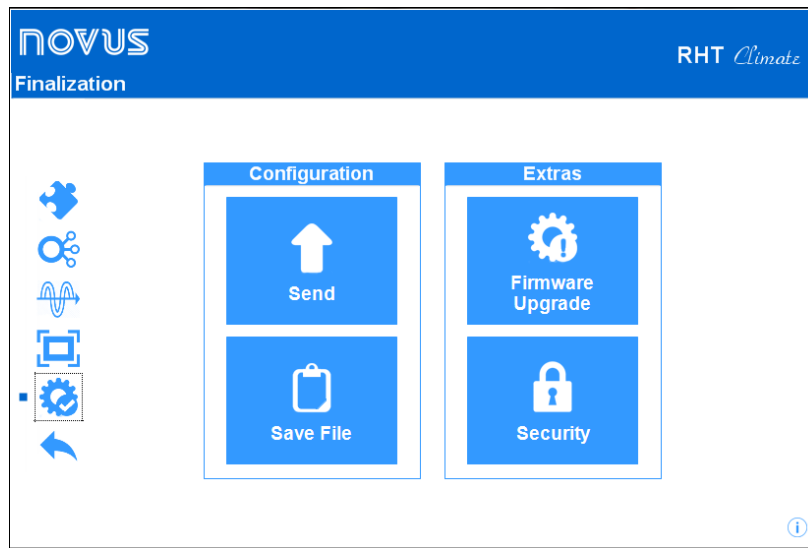 NOVUS
RHT Climate
Finalization
Configuration
Extras
Send
Firmware
Upgrade
Save File
Security
i